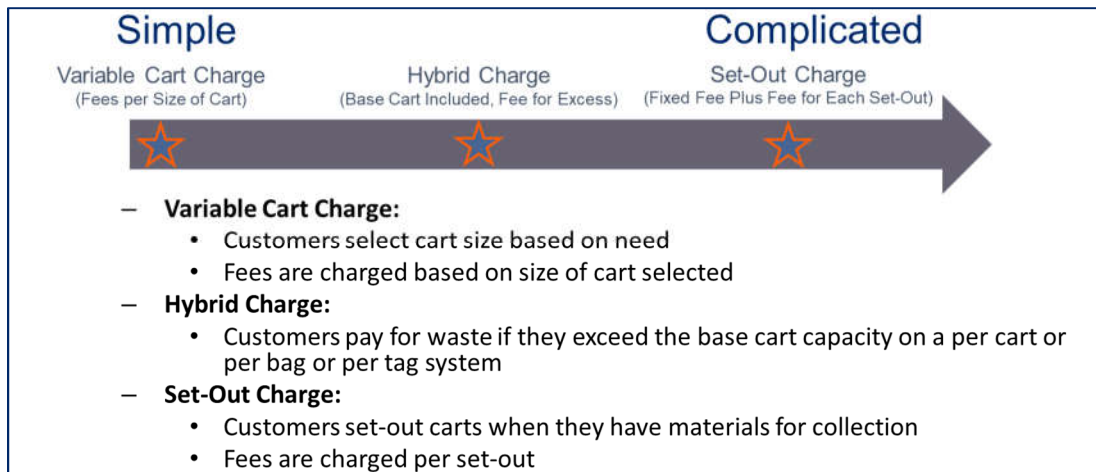 Simple Complicated
Variable Cart Charge Hybrid Charge Set-Out Charge
(Fees per Size of Cart) (Base Cart Included, Fee for Excess) (Fixed Fee Plus Fee for Each Set-Out)
– Variable Cart Charge:
• Customers select cart size based on need
• Fees are charged based on size of cart selected
– Hybrid Charge:
• Customers pay for waste if they exceed the base cart capacity on a per cart or
per bag or per tag system
– Set-Out Charge:
• Customers set-out carts when they have materials for collection
• Fees are charged per set-out